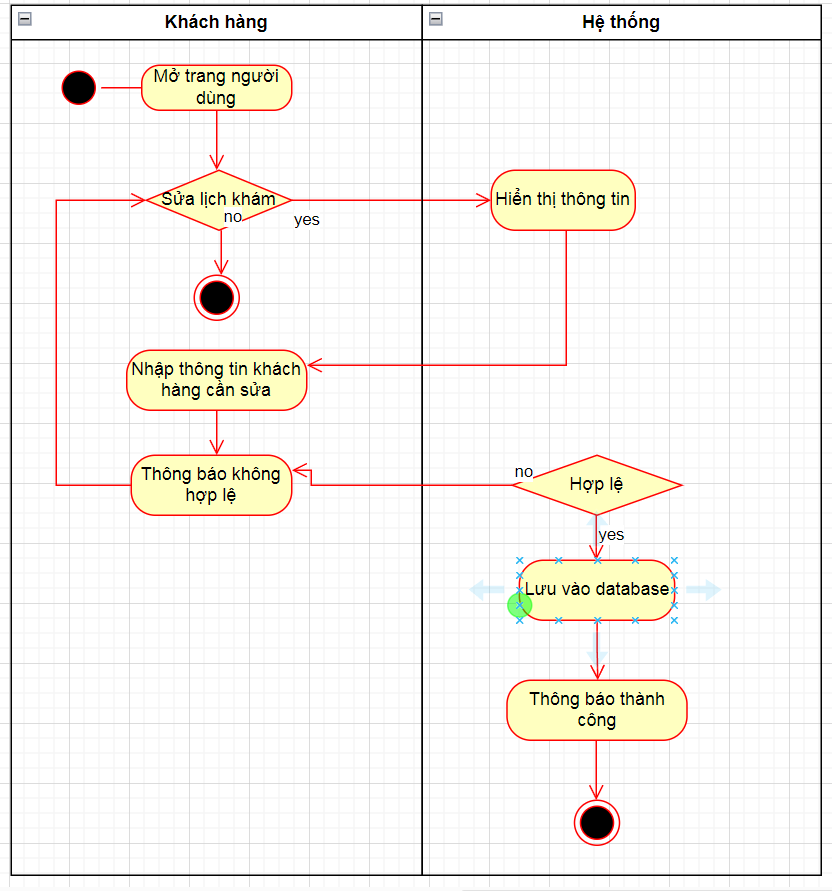 Khách hàng
Hệ thống
Mở trang người
dùng
Sửa lịch khám
no
yes
Hiển thị thông tin
Nhập thông tin khách
hàng cần sửa
Thông báo không
hợp lệ
no
Hợp lệ
yes
Lưu vào database
Thông báo thành
công